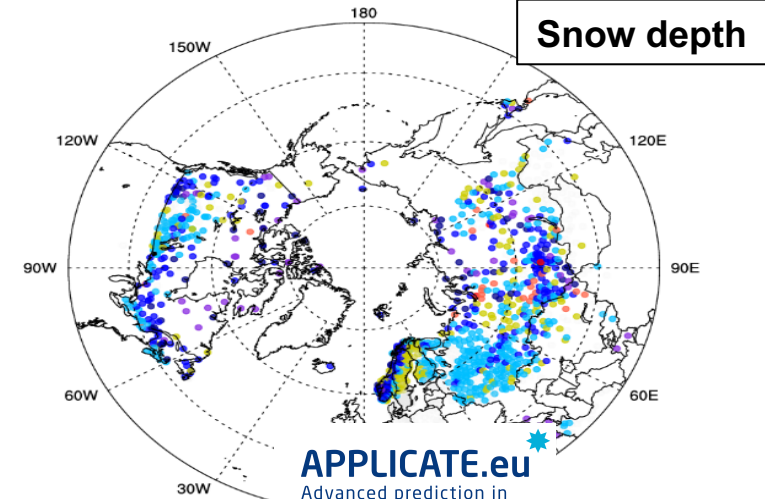 180
Snow depth
150W
120W
120E
90W
90E
60W
60E
APPLICATE.eu
Advanced prediction in
30W